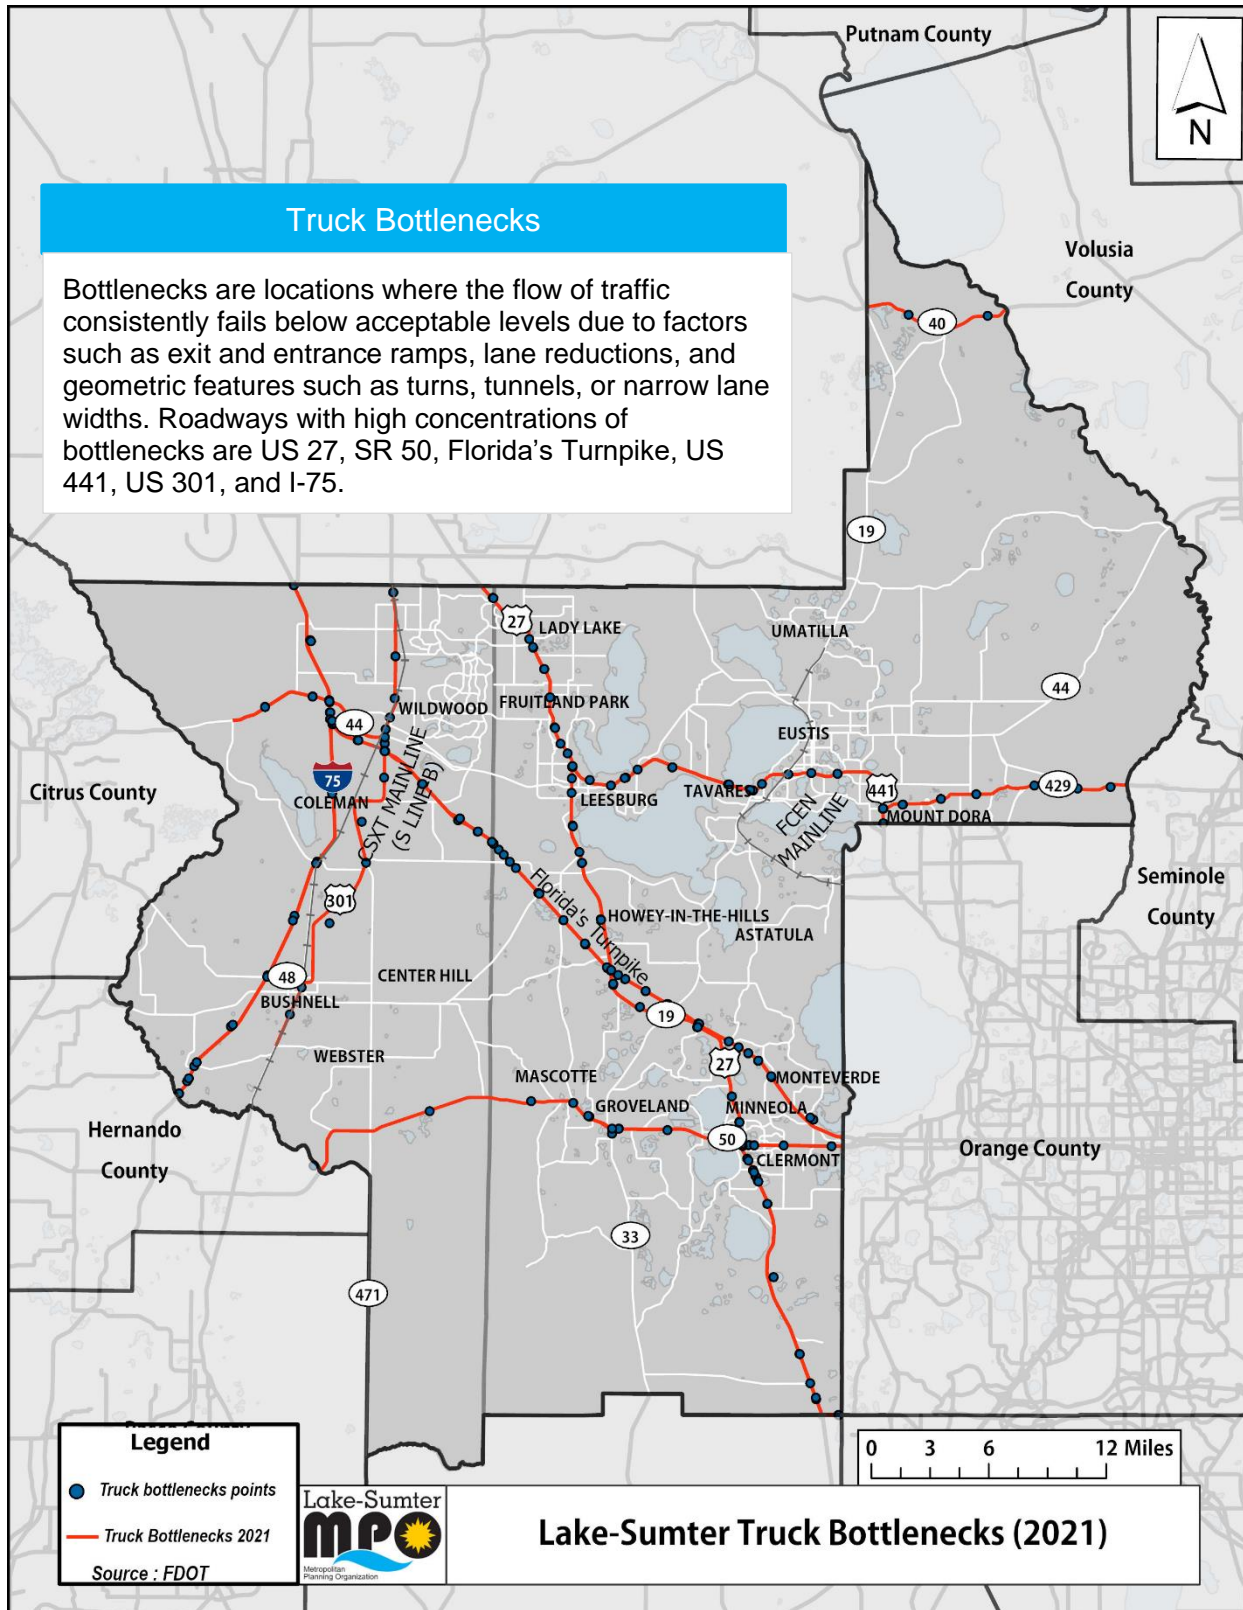 Putnam County
N
Truck Bottlenecks
Bottlenecks are locations where the flow of traffic
consistently fails below acceptable levels due to factors
such as exit and entrance ramps, lane reductions, and
geometric features such as turns, tunnels, or narrow lane
widths. Roadways with high concentrations of
bottlenecks are US 27, SR 50, Florida’s Turnpike, US
441, US 301, and I-75.
Volusia
County
40
19
27
LADY LAKE
UMATILLA
44
FRUITLAND PARK
WILDWOOD
44
EUSTIS
75
Citrus County
COLEMAN
CSXT MAINLINE
(S LINE B)
LEESBURG
TAVARES
441
429
MOUNT DORA
FCEN
MAINLINE
Seminole
County
301
Florida's Turnpike
HOWEY-IN-THE-HILLS
ASTATULA
48
CENTER HILL
BUSHNELL
19
WEBSTER
27
MASCOTTE
MONTEVERDE
GROVELAND
MINNEOLA
Hernando
County
50
CLERMONT
Orange County
33
471
Legend
Truck bottlenecks points
Truck Bottlenecks 2021
Source : FDOT
0 3 6 12 Miles
Lake-Sumter
MPO
Metropolitan
Planning Organization
Lake-Sumter Truck Bottlenecks (2021)